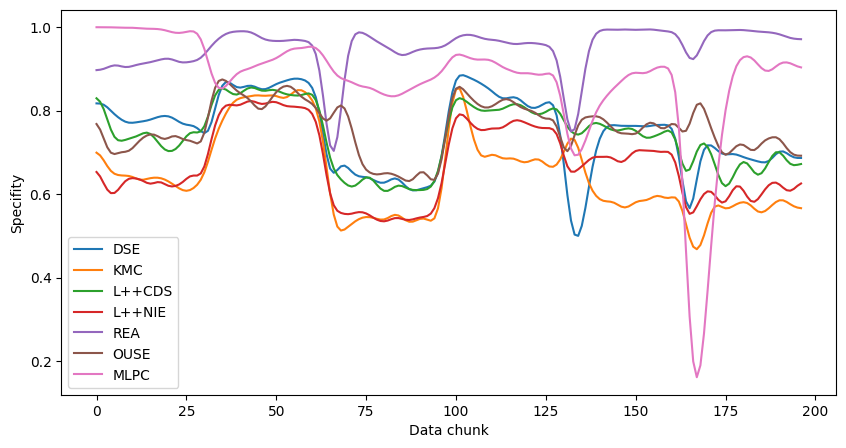 1.0
0.8
0.6
0.4
0.2
Specifity
DSE
KMC
L++CDS
L++NIE
REA
OUSE
MLPC
0 25 50 75 100 125 150 175 200
Data chunk